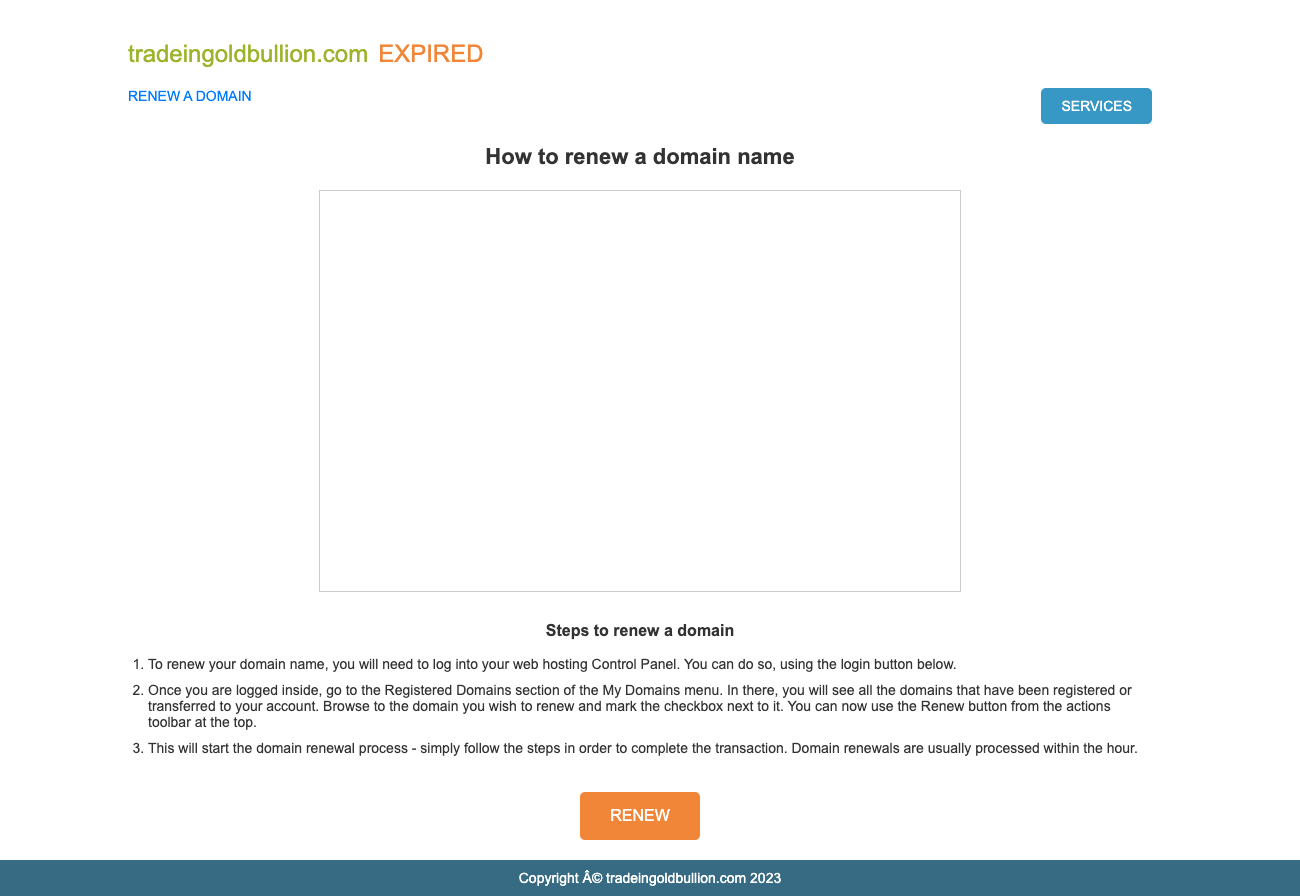 tradeingoldbullion.com EXPIRED
RENEW A DOMAIN
SERVICES
How to renew a domain name
Steps to renew a domain
1. To renew your domain name, you will need to log into your web hosting Control Panel. You can do so, using the login button below.
2. Once you are logged inside, go to the Registered Domains section of the My Domains menu. In there, you will see all the domains that have been registered or
transferred to your account. Browse to the domain you wish to renew and mark the checkbox next to it. You can now use the Renew button from the actions
toolbar at the top.
3. This will start the domain renewal process - simply follow the steps in order to complete the transaction. Domain renewals are usually processed within the hour.
RENEW
Copyright Â© tradeingoldbullion.com 2023